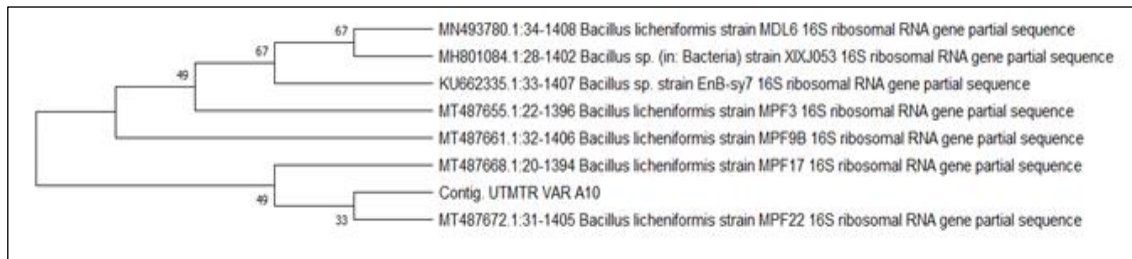 67
MN493780.1:34-1408 Bacillus licheniformis strain MDL6 16S ribosomal RNA gene partial sequence
67
MH801084.1:28-1402 Bacillus sp. (in: Bacteria) strain XIXJ053 16S ribosomal RNA gene partial sequence
49
KU662335.1:33-1407 Bacillus sp. strain EnB-sy7 16S ribosomal RNA gene partial sequence
MT487655.1:22-1396 Bacillus licheniformis strain MPF3 16S ribosomal RNA gene partial sequence
MT487661.1:32-1406 Bacillus licheniformis strain MPF9B 16S ribosomal RNA gene partial sequence
MT487668.1:20-1394 Bacillus licheniformis strain MPF17 16S ribosomal RNA gene partial sequence
49
Contig. UTMTR VAR A10
33
MT487672.1:31-1405 Bacillus licheniformis strain MPF22 16S ribosomal RNA gene partial sequence